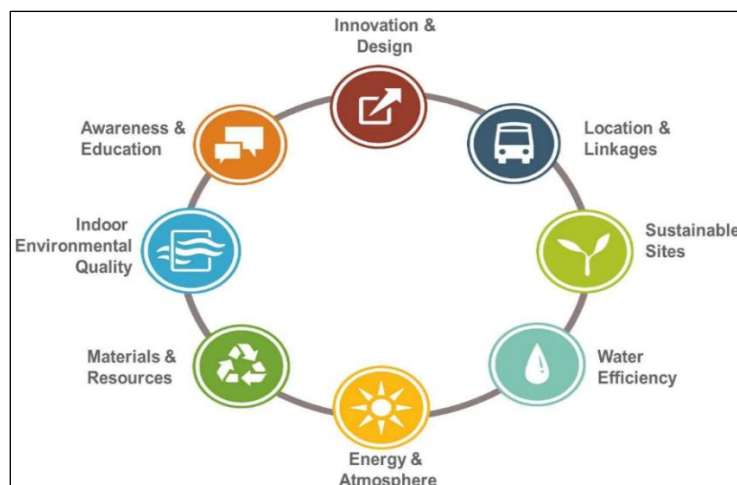 Innovation &
Design
Location &
Linkages
Sustainable
Sites
Water
Efficiency
Energy &
Atmosphere
Materials &
Resources
Indoor
Environmental
Quality
Awareness &
Education